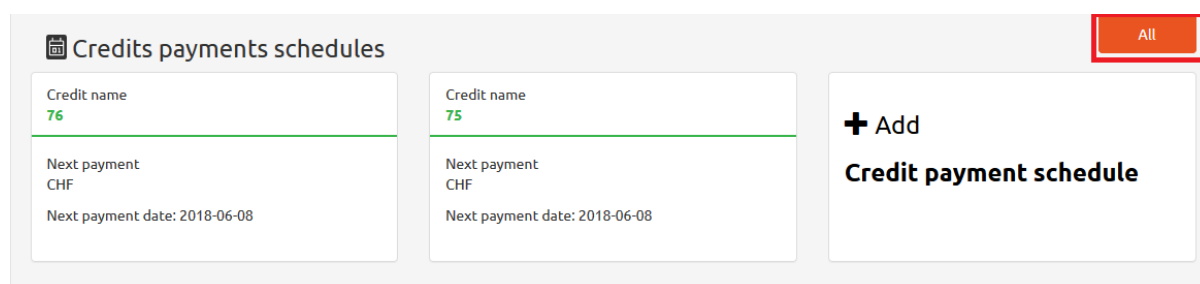 Credits payments schedules
All
Credit name
76
Next payment
CHF
Next payment date: 2018-06-08
Credit name
75
Next payment
CHF
Next payment date: 2018-06-08
Add
Credit payment schedule